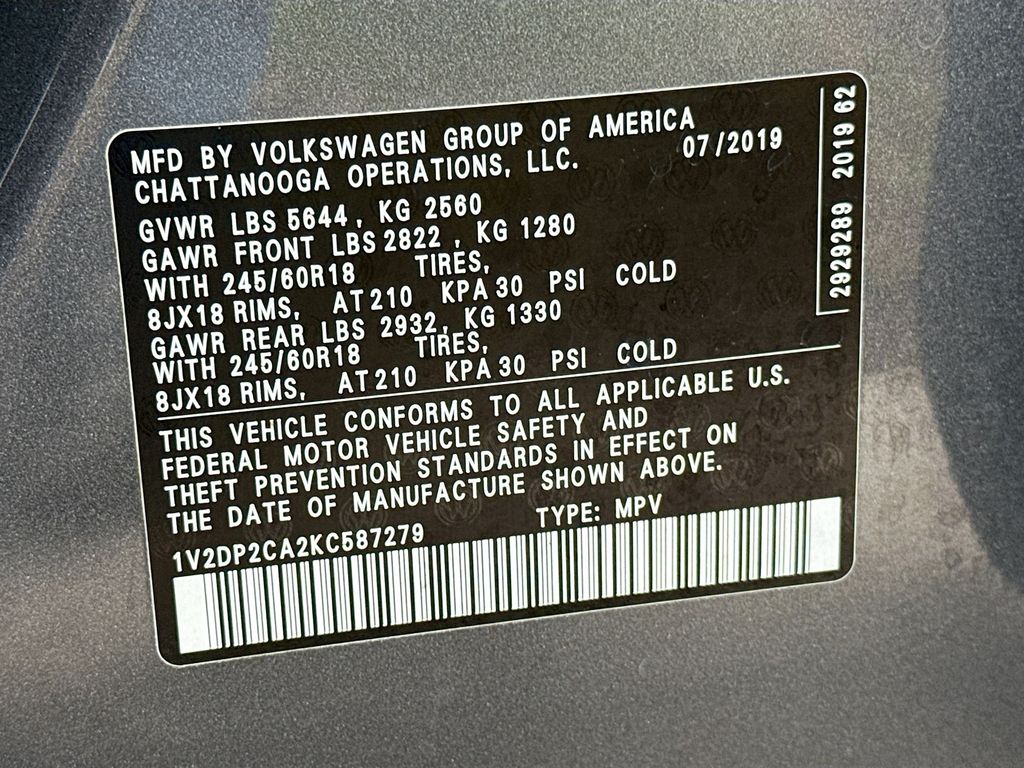 MFD BY VOLKSWAGEN GROUP OF AMERICA
CHATTANOOGA OPERATIONS, LLC. 07/2019
GVWR LBS 5644, KG 2560
GAWR FRONT LBS 2822, KG 1280
WITH 245/60R18 TIRES,
8JX18 RIMS, AT 210 KPA 30 PSI COLD
GAWR REAR LBS 2932, KG 1330
WITH 245/60R18 TIRES,
8JX18 RIMS, AT 210 KPA 30 PSI COLD
THIS VEHICLE CONFORMS TO ALL APPLICABLE U.S.
FEDERAL MOTOR VEHICLE SAFETY AND
THEFT PREVENTION STANDARDS IN EFFECT ON
THE DATE OF MANUFACTURE SHOWN ABOVE.
1V2DP2CA2KC587279 TYPE: MPV
2929289 2019 62